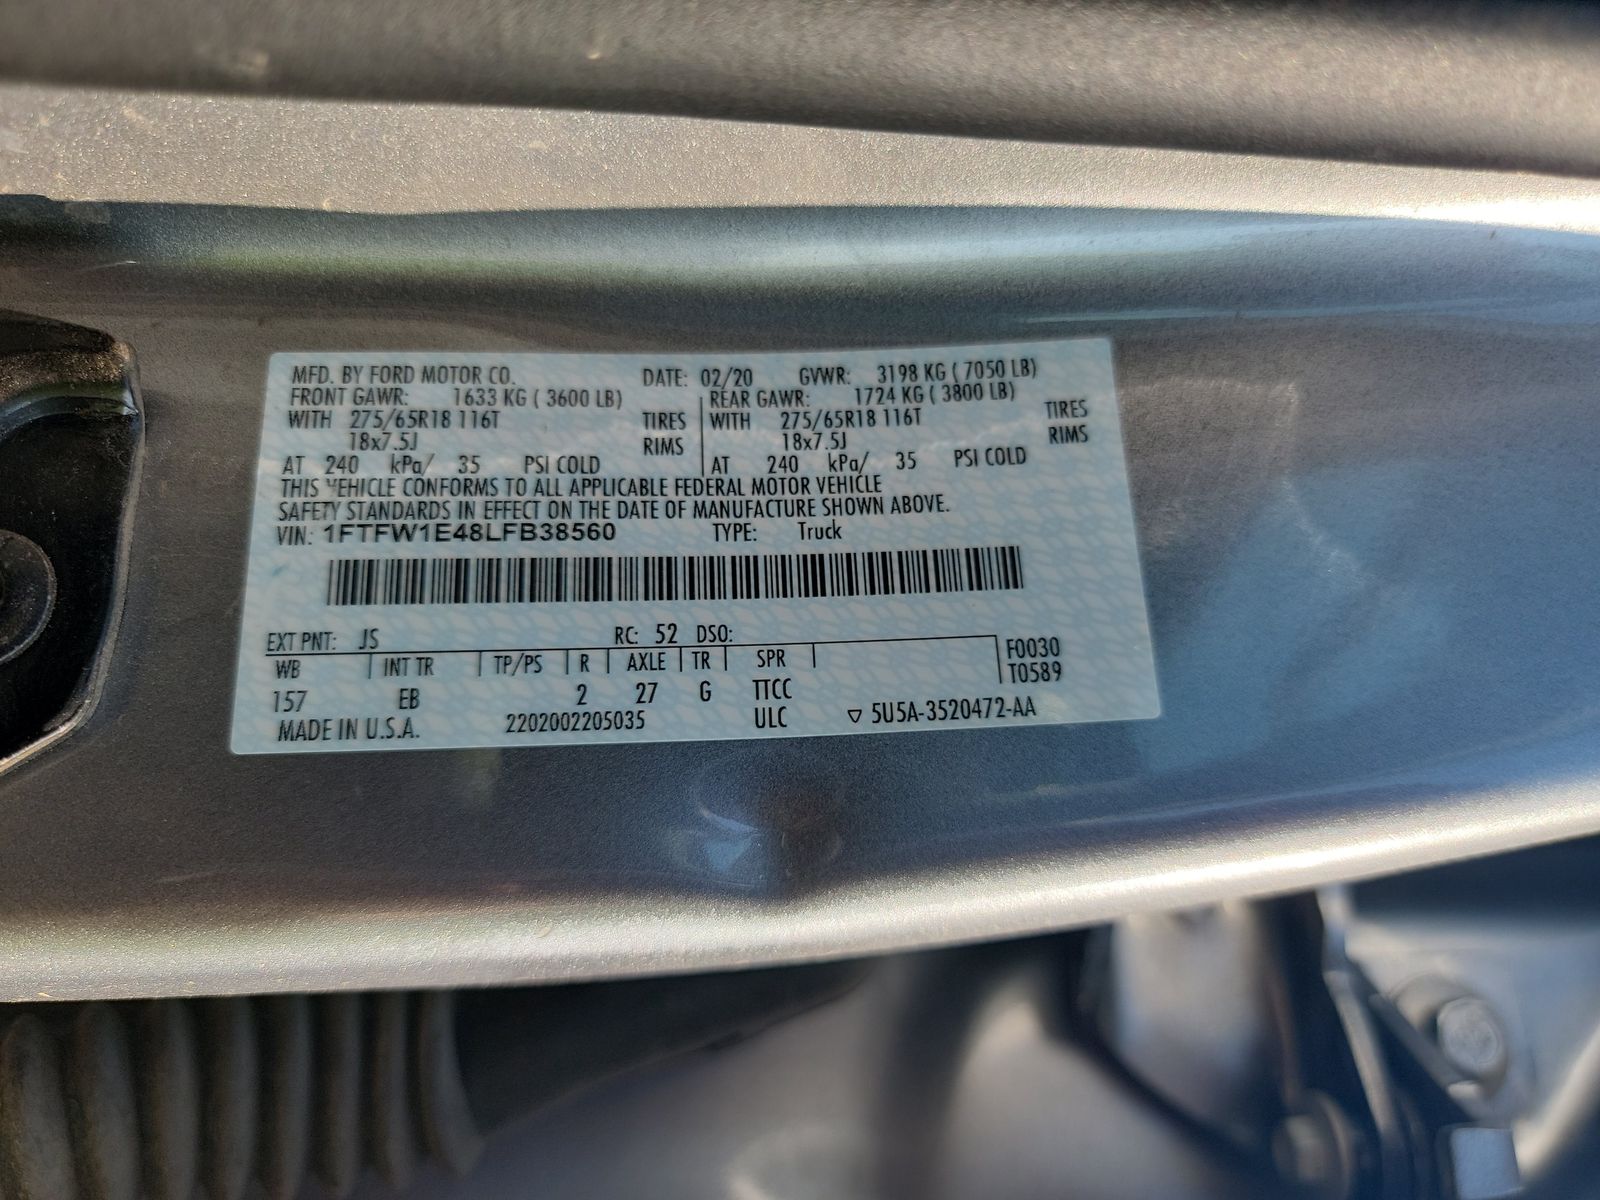 MFD. BY FORD MOTOR CO. DATE: 02/20 GVWR: 3198 KG ( 7050 LB)
FRONT GAWR: 1633 KG ( 3600 LB) REAR GAWR: 1724 KG ( 3800 LB)
WITH 275/65R18 116T TIRES WITH 275/65R18 116T TIRES
18x7.5J RIMS 18x7.5J RIMS
AT 240 kPa/ 35 PSI COLD AT 240 kPa/ 35 PSI COLD
THIS VEHICLE CONFORMS TO ALL APPLICABLE FEDERAL MOTOR VEHICLE
SAFETY STANDARDS IN EFFECT ON THE DATE OF MANUFACTURE SHOWN ABOVE.
VIN: 1FTFW1E48LFB38560 TYPE: Truck
EXT PNT: JS RC: 52 DSO:
WB INT TR TP/PS R AXLE TR SPR F0030
T0589
157 EB 2 27 G TTCC
MADE IN U.S.A. 2202002205035 ULC ▽ 5U5A-3520472-AA